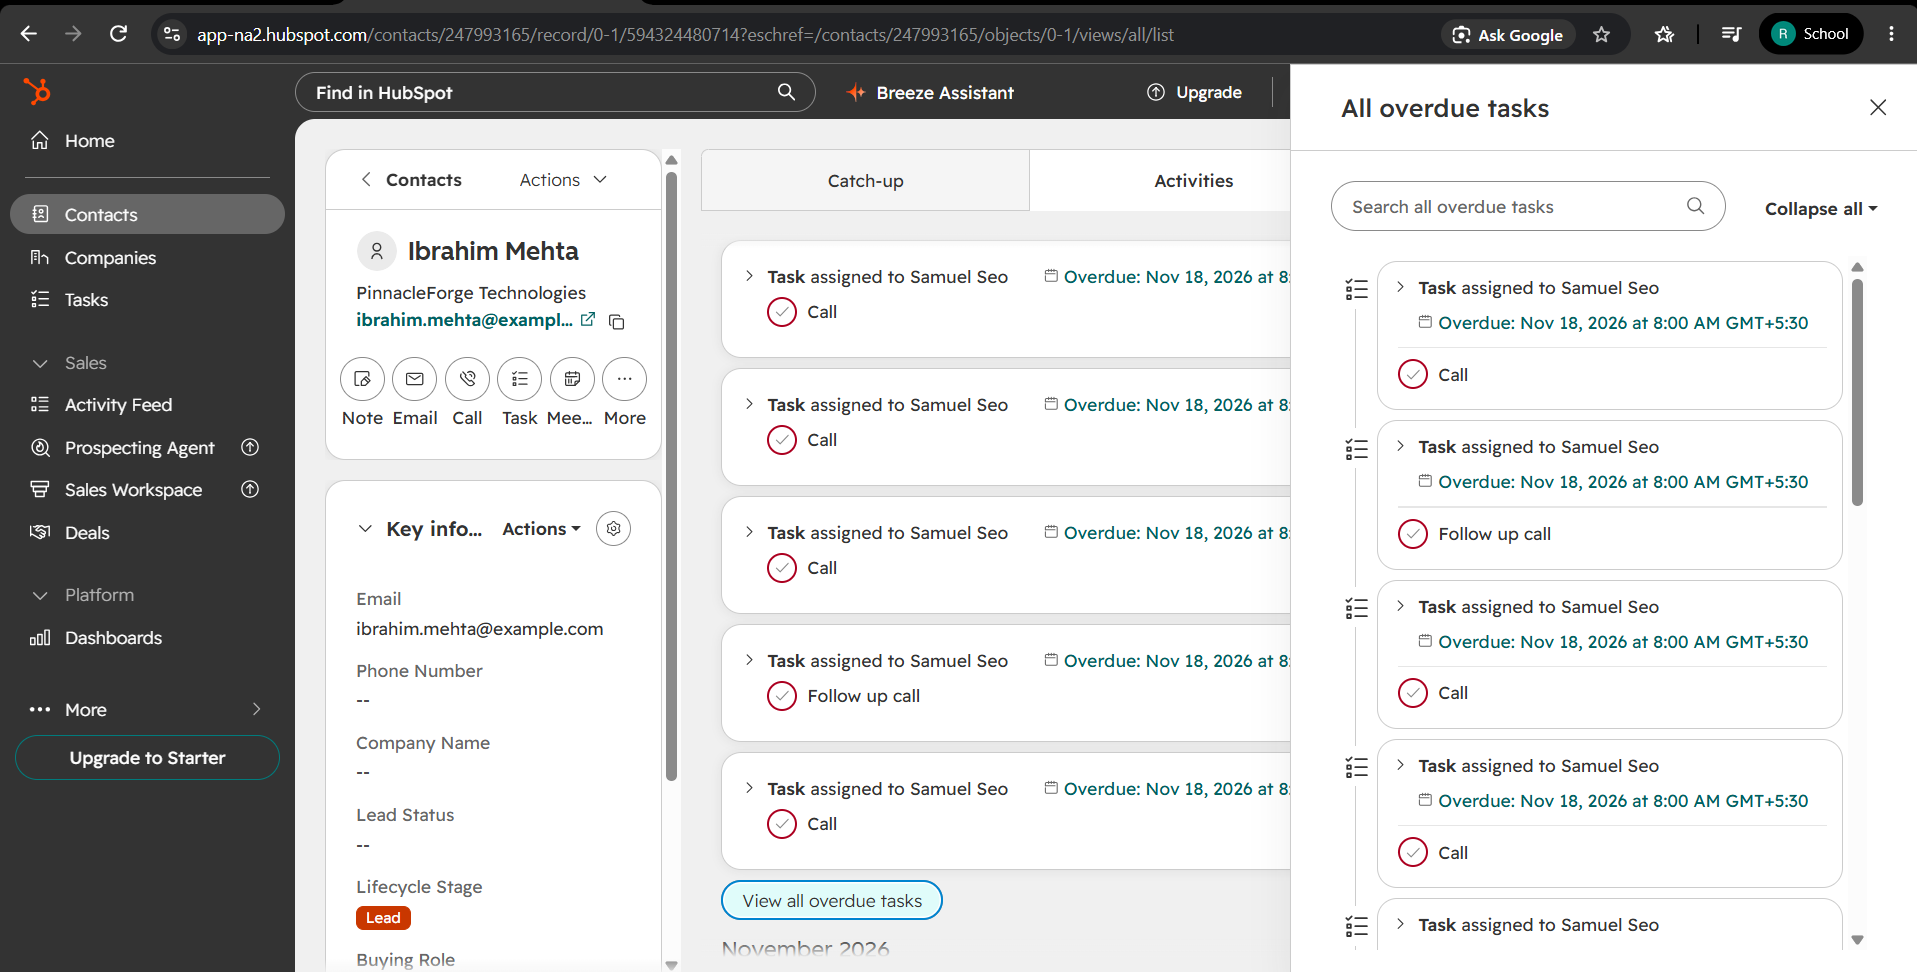 app-na2.hubspot.com/contacts/247993165/record/0-1/594324480714?eschref=/contacts/247993165/objects/0-1/views/all/list
Ask Google
R
School
Find in HubSpot
Breeze Assistant
Upgrade
Home
Contacts
Companies
Tasks
Sales
Activity Feed
Prospecting Agent
Sales Workspace
Deals
Platform
Dashboards
More
Upgrade to Starter
Contacts
Actions
Ibrahim Mehta
PinnacleForge Technologies
ibrahim.mehta@exampl...
Note
Email
Call
Task
Mee...
More
Key info...
Actions
Email
ibrahim.mehta@example.com
Phone Number
--
Company Name
--
Lead Status
--
Lifecycle Stage
Lead
Buying Role
Catch-up
Activities
Task assigned to Samuel Seo
Overdue: Nov 18, 2026 at 8:
Call
Task assigned to Samuel Seo
Overdue: Nov 18, 2026 at 8:
Call
Task assigned to Samuel Seo
Overdue: Nov 18, 2026 at 8:
Call
Task assigned to Samuel Seo
Overdue: Nov 18, 2026 at 8:
Follow up call
Task assigned to Samuel Seo
Overdue: Nov 18, 2026 at 8:
Call
View all overdue tasks
November 2026
All overdue tasks
Search all overdue tasks
Collapse all
Task assigned to Samuel Seo
Overdue: Nov 18, 2026 at 8:00 AM GMT+5:30
Call
Task assigned to Samuel Seo
Overdue: Nov 18, 2026 at 8:00 AM GMT+5:30
Follow up call
Task assigned to Samuel Seo
Overdue: Nov 18, 2026 at 8:00 AM GMT+5:30
Call
Task assigned to Samuel Seo
Overdue: Nov 18, 2026 at 8:00 AM GMT+5:30
Call
Task assigned to Samuel Seo